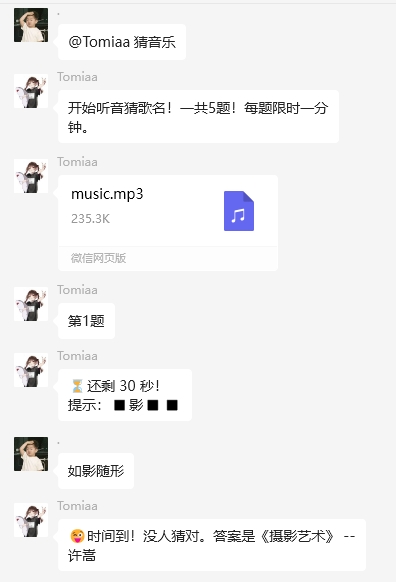 .
@Tomiaa 猜音乐
Tomiaa
开始听音猜歌名！一共5题！每题限时一分
钟。
Tomiaa
music.mp3
235.3K
微信网页版
Tomiaa
第1题
Tomiaa
⏳还剩 30 秒！
提示：■影■ ■
.
如影随形
Tomiaa
😜时间到！没人猜对。答案是《摄影艺术》 --
许嵩